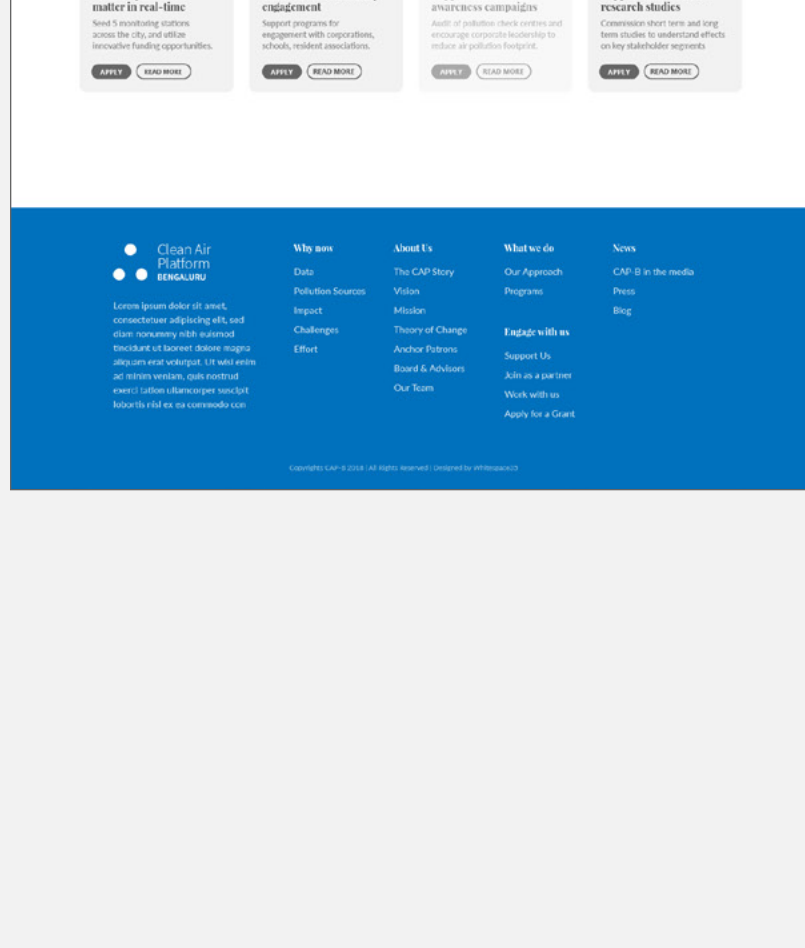 matter in real-time
Seed 5 monitoring stations
across the city, and utilize
innovative funding opportunities.
APPLY
READ MORE
engagement
Support programs for
engagement with corporations,
schools, resident associations.
APPLY
READ MORE
awareness campaigns
Audit of pollution check centres and
encourage corporate leadership to
reduce air pollution footprint.
APPLY
READ MORE
research studies
Commission short term and long
term studies to understand effects
on key stakeholder segments
APPLY
READ MORE
Clean Air
Platform
BENGALURU
Lorem ipsum dolor sit amet,
consectetuer adipiscing elit, sed
diam nonummy nibh euismod
tincidunt ut laoreet dolore magna
aliquam erat volutpat. Ut wisi enim
ad minim veniam, quis nostrud
exerci tation ullamcorper suscipit
lobortis nisl ex ea commodo con
Why now
Data
Pollution Sources
Impact
Challenges
Effort
About Us
The CAP Story
Vision
Mission
Theory of Change
Anchor Patrons
Board & Advisors
Our Team
What we do
Our Approach
Programs
Engage with us
Support Us
Join as a partner
Work with us
Apply for a Grant
News
CAP-B in the media
Press
Blog
Copyrights CAP-B 2018 | All Rights Reserved | Designed by